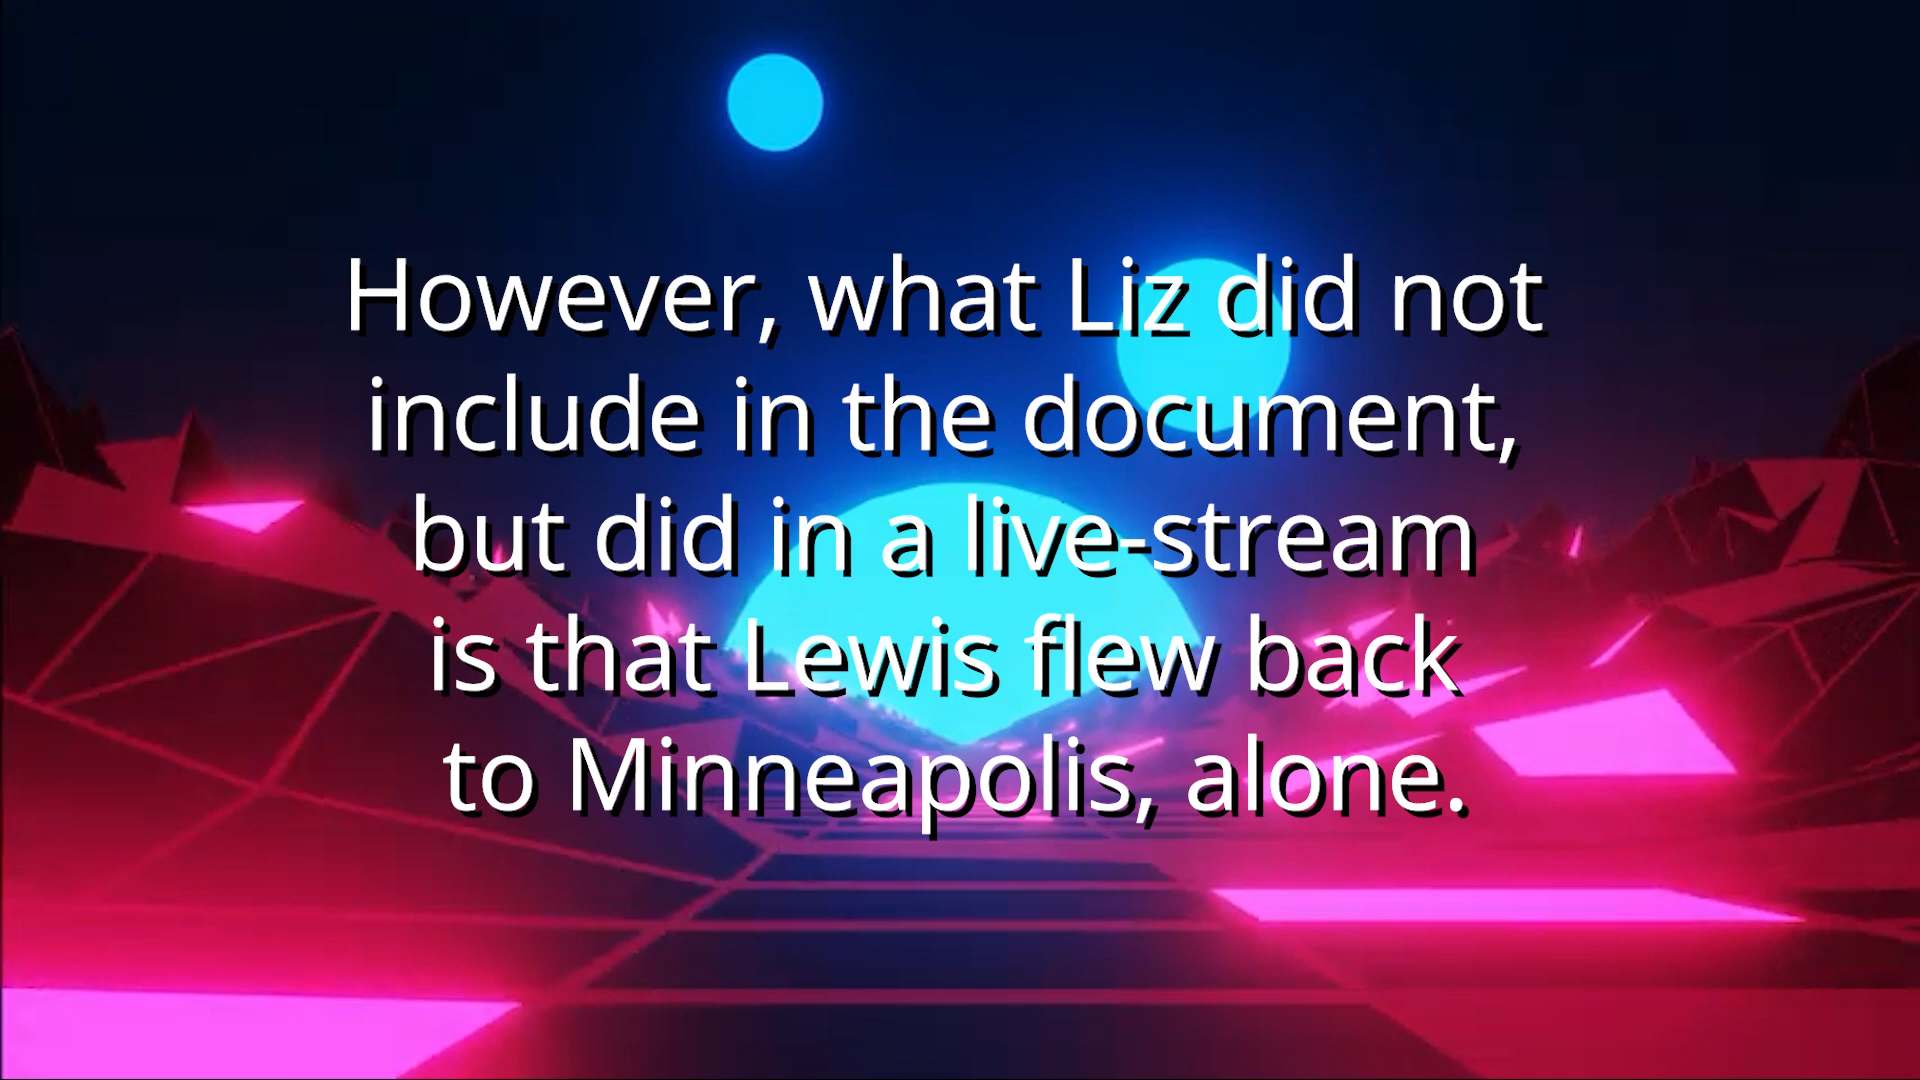 However, what Liz did not
include in the document,
but did in a live-stream
is that Lewis flew back
to Minneapolis, alone.